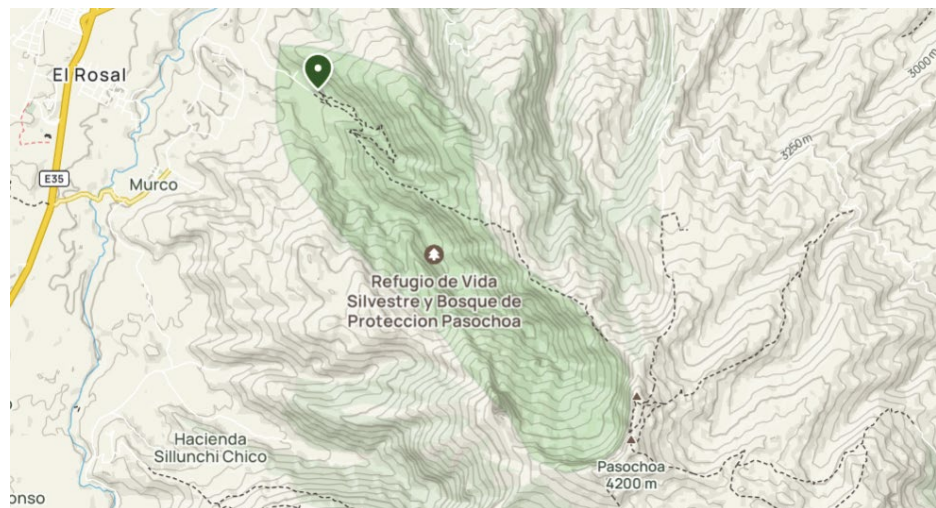 El Rosal
3000 m
3250 m
E35
Murco
Refugio de Vida
Silvestre y Bosque de
Proteccion Pasochoa
Hacienda
Sillunchi Chico
Pasochoa
4200 m
onso